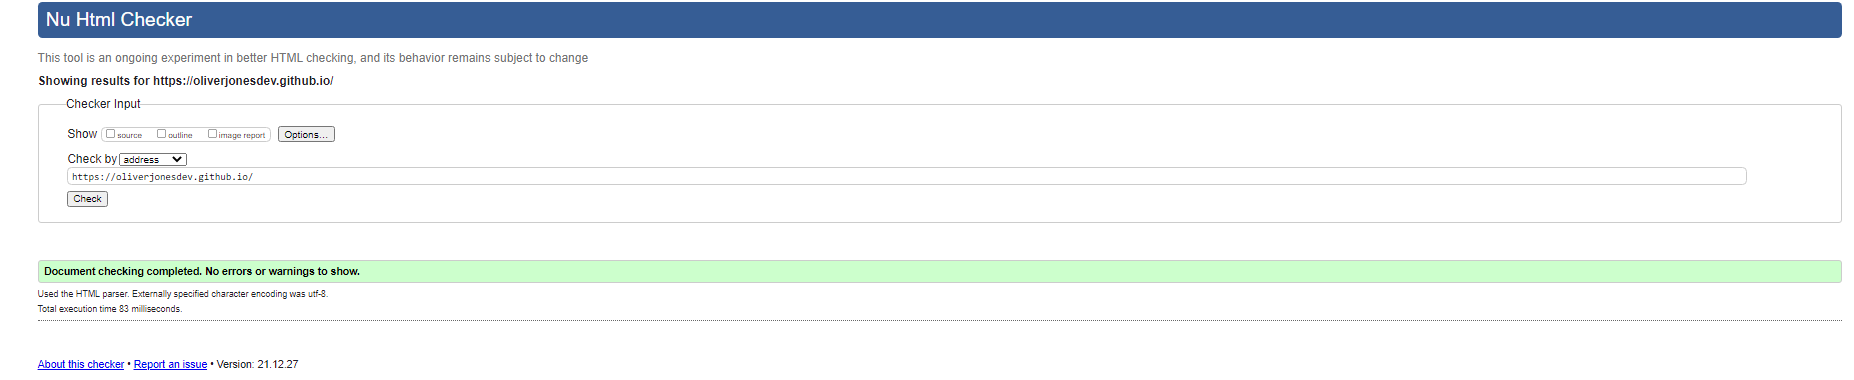 Nu Html Checker
This tool is an ongoing experiment in better HTML checking, and its behavior remains subject to change
Showing results for https://oliverjonesdev.github.io/
Checker Input
Show source outline image report Options...
Check by address
https://oliverjonesdev.github.io/
Check
Document checking completed. No errors or warnings to show.
Used the HTML parser. Externally specified character encoding was utf-8.
Total execution time 83 milliseconds.
About this checker • Report an issue • Version: 21.12.27